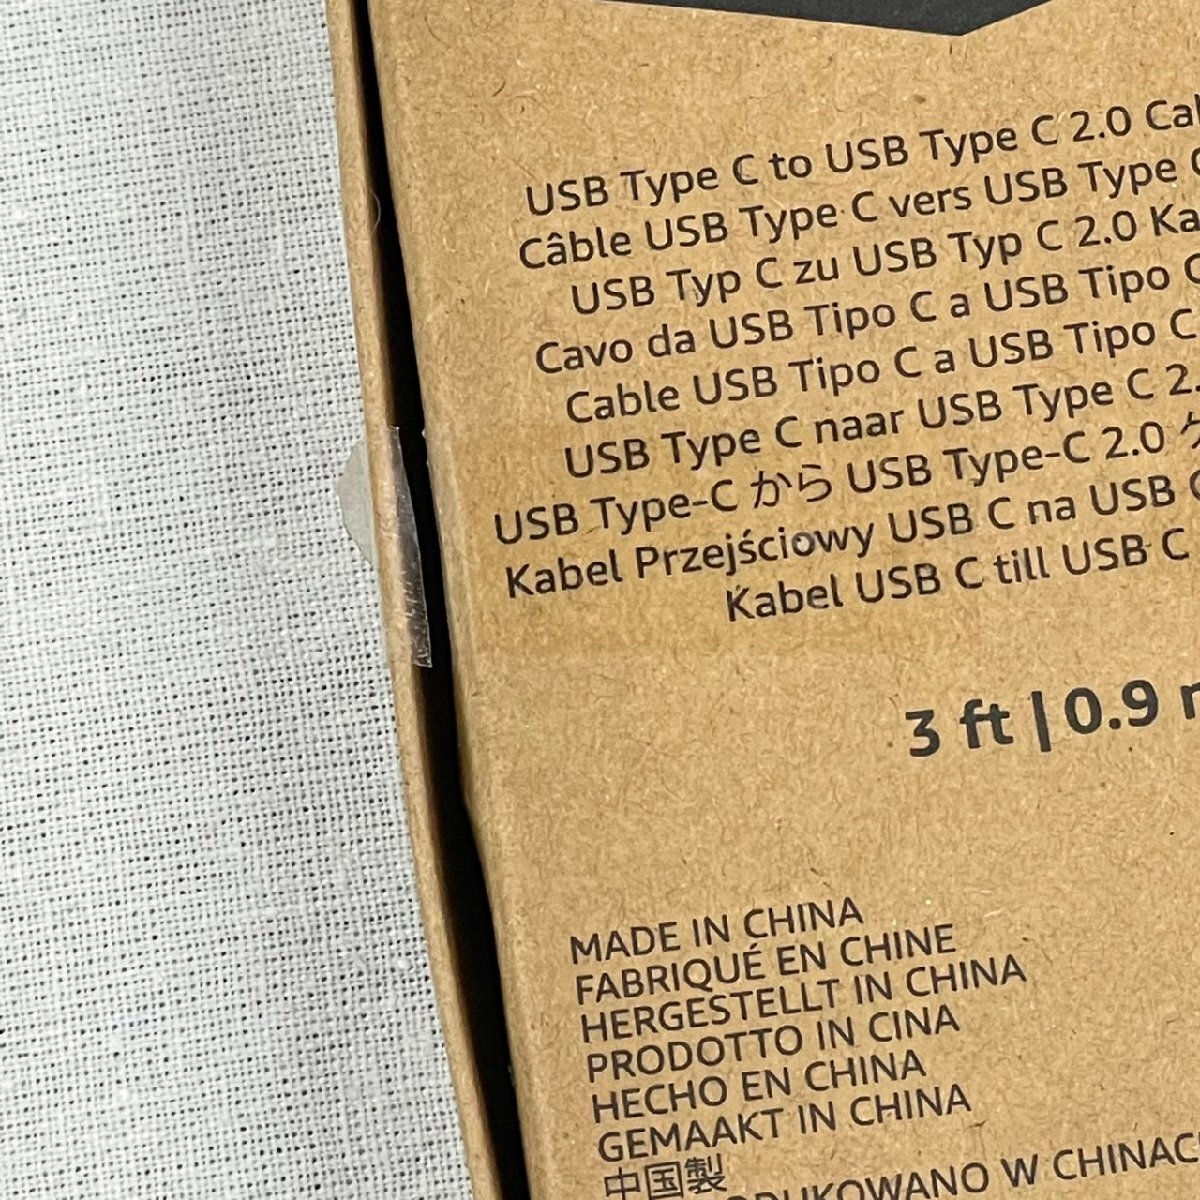 USB Type C to USB Type C 2.0
Câble USB Type C vers USB Type
USB Typ C zu USB Typ C 2.0
Cavo da USB Tipo C a USB Tipo
Cable USB Tipo C a USB Tipo C
USB Type C naar USB Type C
USB Type-C から USB Type-C 2.0
Kabel Przejściowy USB C na USB
Kabel USB C till USB C
3 ft | 0.9
MADE IN CHINA
FABRIQUÉ EN CHINE
HERGESTELLT IN CHINA
PRODOTTO IN CINA
HECHO EN CHINA
GEMAAKT IN CHINA
中国製
W